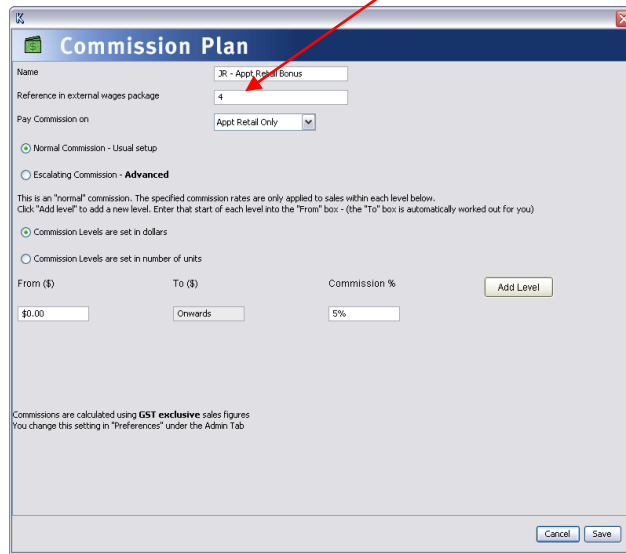 Commission Plan
Name
JR - Appt Retail Bonus
Reference in external wages package
4
Pay Commission on
Appt Retail Only
Normal Commission - Usual setup
Escalating Commission - Advanced
This is an "normal" commission. The specified commission rates are only applied to sales within each level below.
Click "Add level" to add a new level. Enter that start of each level into the "From" box - (the "To" box is automatically worked out for you)
Commission Levels are set in dollars
Commission Levels are set in number of units
From ($) To ($) Commission % Add Level
$0.00 Onwards 5%
Commissions are calculated using GST exclusive sales figures
You change this setting in "Preferences" under the Admin Tab
Cancel Save